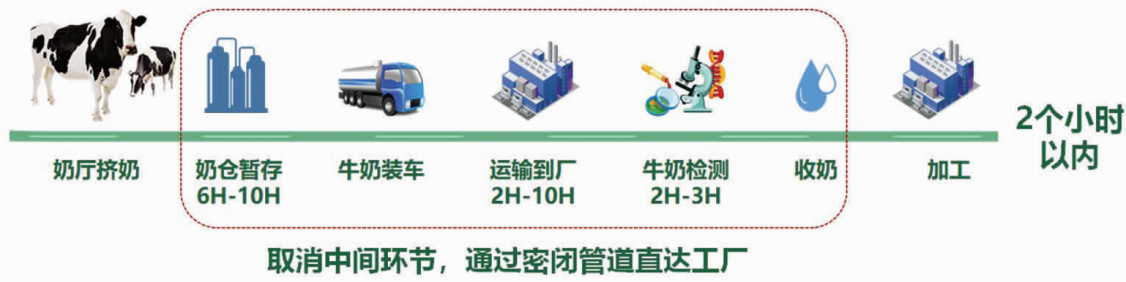 2个小时
以内
奶厅挤奶
奶仓暂存
6H-10H
牛奶装车
运输到厂
2H-10H
牛奶检测
2H-3H
收奶
加工
取消中间环节，通过密闭管道直达工厂